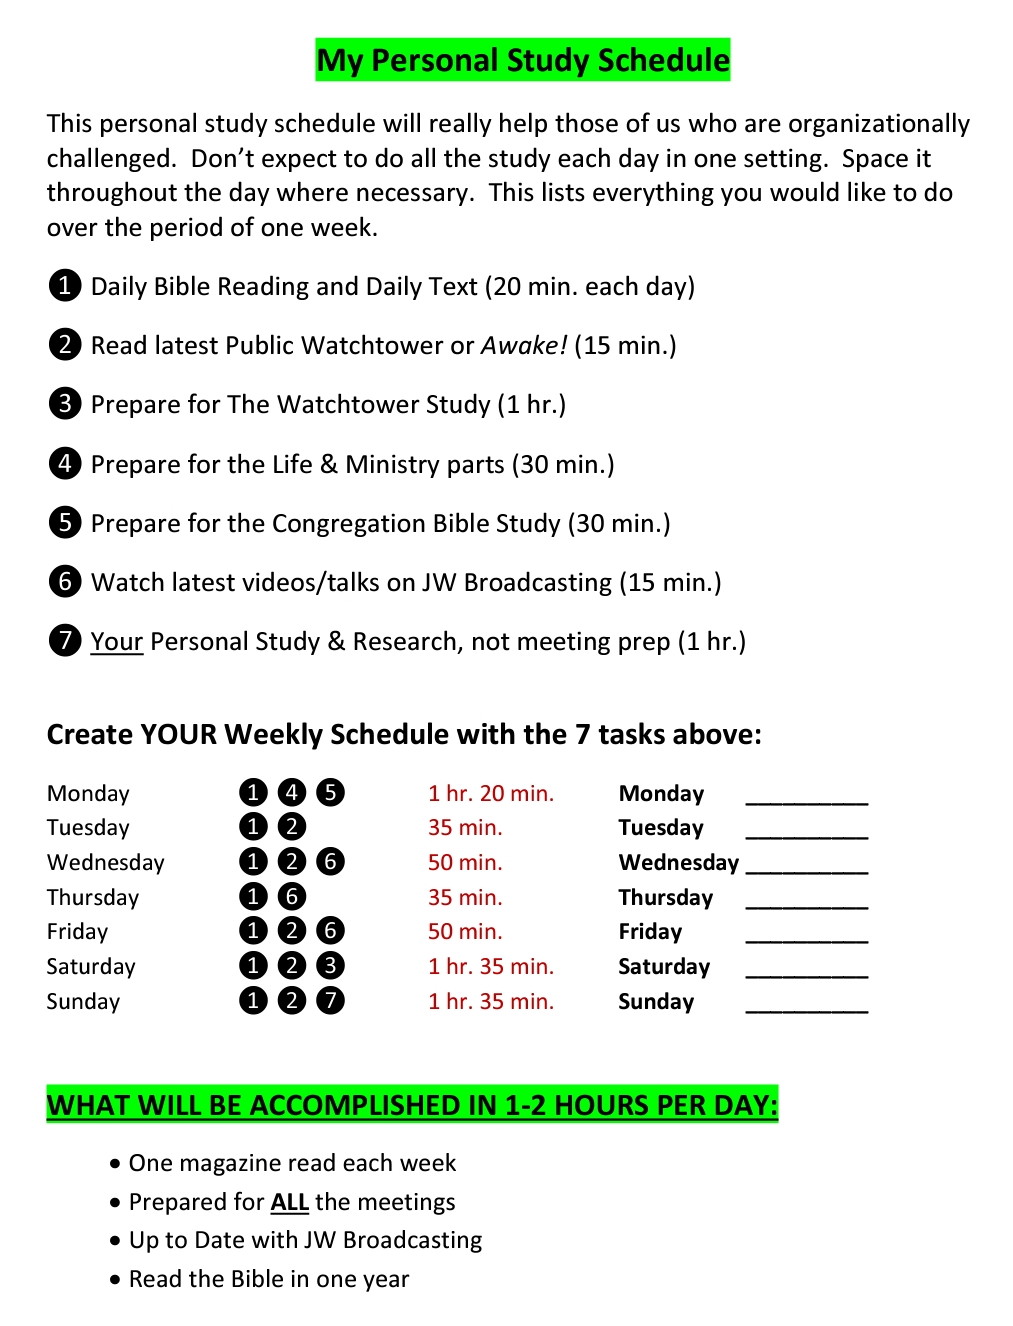 My Personal Study Schedule
This personal study schedule will really help those of us who are organizationally
challenged.  Don’t expect to do all the study each day in one setting.  Space it
throughout the day where necessary.  This lists everything you would like to do
over the period of one week.
❶ Daily Bible Reading and Daily Text (20 min. each day)
❷ Read latest Public Watchtower or Awake! (15 min.)
❸ Prepare for The Watchtower Study (1 hr.)
❹ Prepare for the Life & Ministry parts (30 min.)
❺ Prepare for the Congregation Bible Study (30 min.)
❻ Watch latest videos/talks on JW Broadcasting (15 min.)
❼ Your Personal Study & Research, not meeting prep (1 hr.)
Create YOUR Weekly Schedule with the 7 tasks above:
Monday ❶ ❹ ❺ 1 hr. 20 min. Monday __________
Tuesday ❶ ❷ 35 min. Tuesday __________
Wednesday ❶ ❷ ❻ 50 min. Wednesday __________
Thursday ❶ ❻ 35 min. Thursday __________
Friday ❶ ❷ ❻ 50 min. Friday __________
Saturday ❶ ❷ ❸ 1 hr. 35 min. Saturday __________
Sunday ❶ ❷ ❼ 1 hr. 35 min. Sunday __________
WHAT WILL BE ACCOMPLISHED IN 1-2 HOURS PER DAY:
• One magazine read each week
• Prepared for ALL the meetings
• Up to Date with JW Broadcasting
• Read the Bible in one year